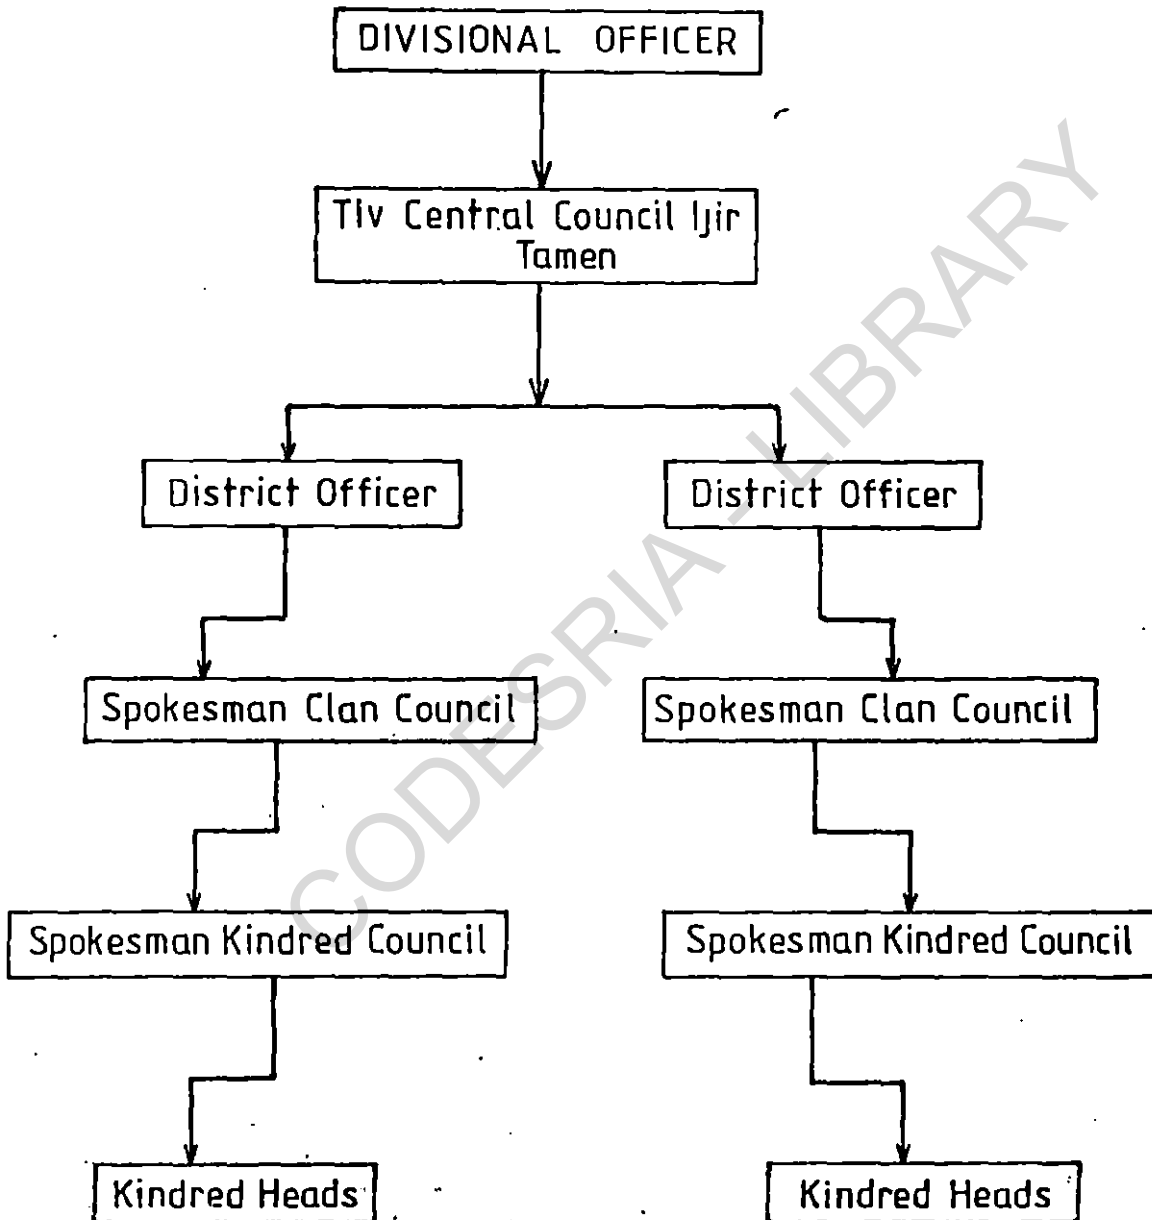 DIVISIONAL OFFICER
Tiv Central Council Ijir
Tamen
District Officer
District Officer
Spokesman Clan Council
Spokesman Clan Council
Spokesman Kindred Council
Spokesman Kindred Council
Kindred Heads
Kindred Heads
CODESRIA - LIBRARY